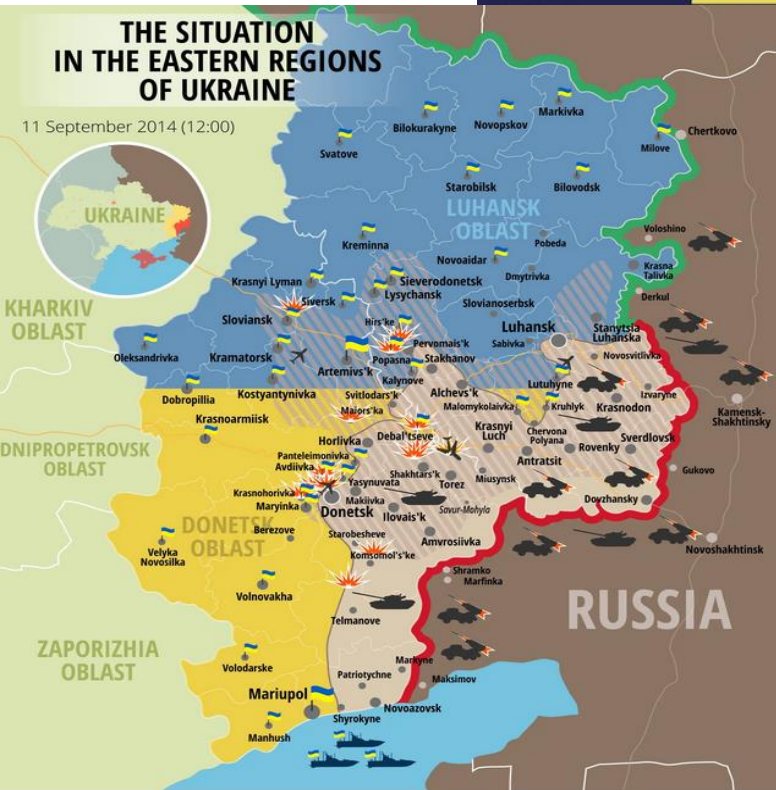 THE SITUATION
IN THE EASTERN REGIONS
OF UKRAINE
11 September 2014 (12:00)
UKRAINE
KHARKIV
OBLAST
DNIPROPETROVSK
OBLAST
ZAPORIZHIA
OBLAST
LUHANSK
OBLAST
DONETSK
OBLAST
RUSSIA
Svatove
Bilokurakyne
Novopskov
Markivka
Milove
Chertkovo
Starobilsk
Bilovodsk
Kreminna
Novoaidar
Pobeda
Dmytrivka
Voloshino
Krasna
Talivka
Derkul
Krasnyi Lyman
Siversk
Sieverodonetsk
Lysychansk
Slovianoserbsk
Sloviansk
Hirs'ke
Luhansk
Stanytsia
Luhanska
Oleksandrivka
Kramatorsk
Artemivs'k
Popasna
Pervomais'k
Stakhanov
Sabivka
Novosvitlivka
Kalynove
Lutuhyne
Dobropillia
Kostyantynivka
Svitlodars'k
Alchevs'k
Izvaryne
Maiors'ka
Malomykolaivka
Kruhlyk
Krasnodon
Kamensk-
Shakhtinsky
Krasnoarmiisk
Horlivka
Debal'tseve
Krasnyi
Luch
Chervona
Polyana
Sverdlovsk
Rovenky
Panteleimonivka
Avdiivka
Antratsit
Yasynuvata
Shakhtars'k
Torez
Miusynsk
Gukovo
Krasnohorivka
Maryinka
Makiivka
Donetsk
Ilovais'k
Savur-Mohyla
Dovzhansky
Berezove
Starobesheve
Amvrosiivka
Velyka
Novosilka
Komsomol's'ke
Novoshakhtinsk
Volnovakha
Shramko
Marfinka
Telmanove
Volodarske
Markyne
Patriotychne
Maksimov
Mariupol
Novoazovsk
Shyrokyne
Manhush